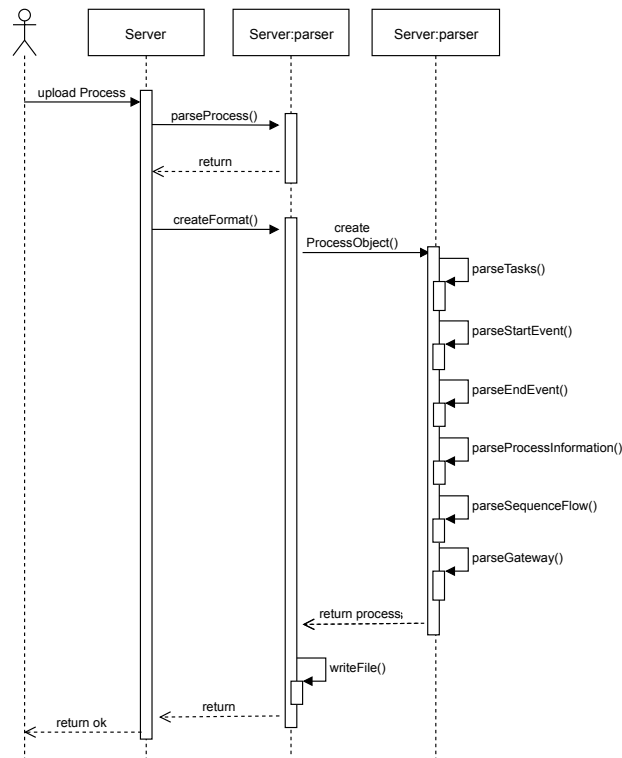 Server
Server:parser
Server:parser
upload Process
parseProcess()
return
createFormat()
create
ProcessObject()
parseTasks()
parseStartEvent()
parseEndEvent()
parseProcessInformation()
parseSequenceFlow()
parseGateway()
return process;
writeFile()
return
return ok